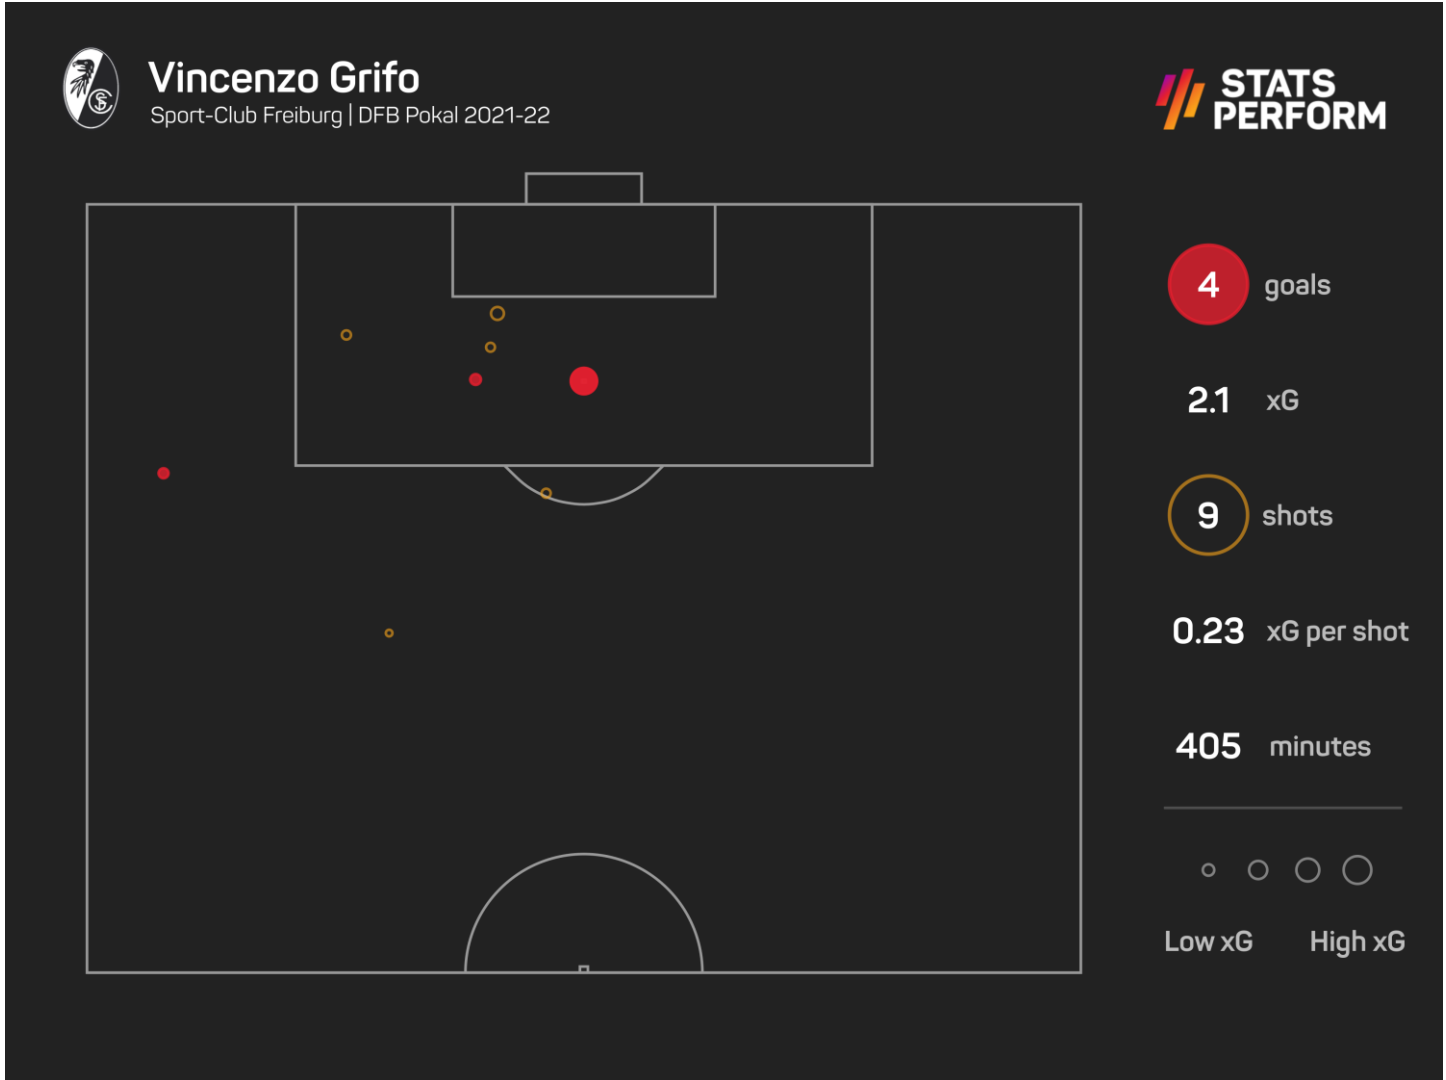 Vincenzo Grifo
Sport-Club Freiburg | DFB Pokal 2021-22
STATS
PERFORM
4 goals
2.1 xG
9 shots
0.23 xG per shot
405 minutes
Low xG High xG